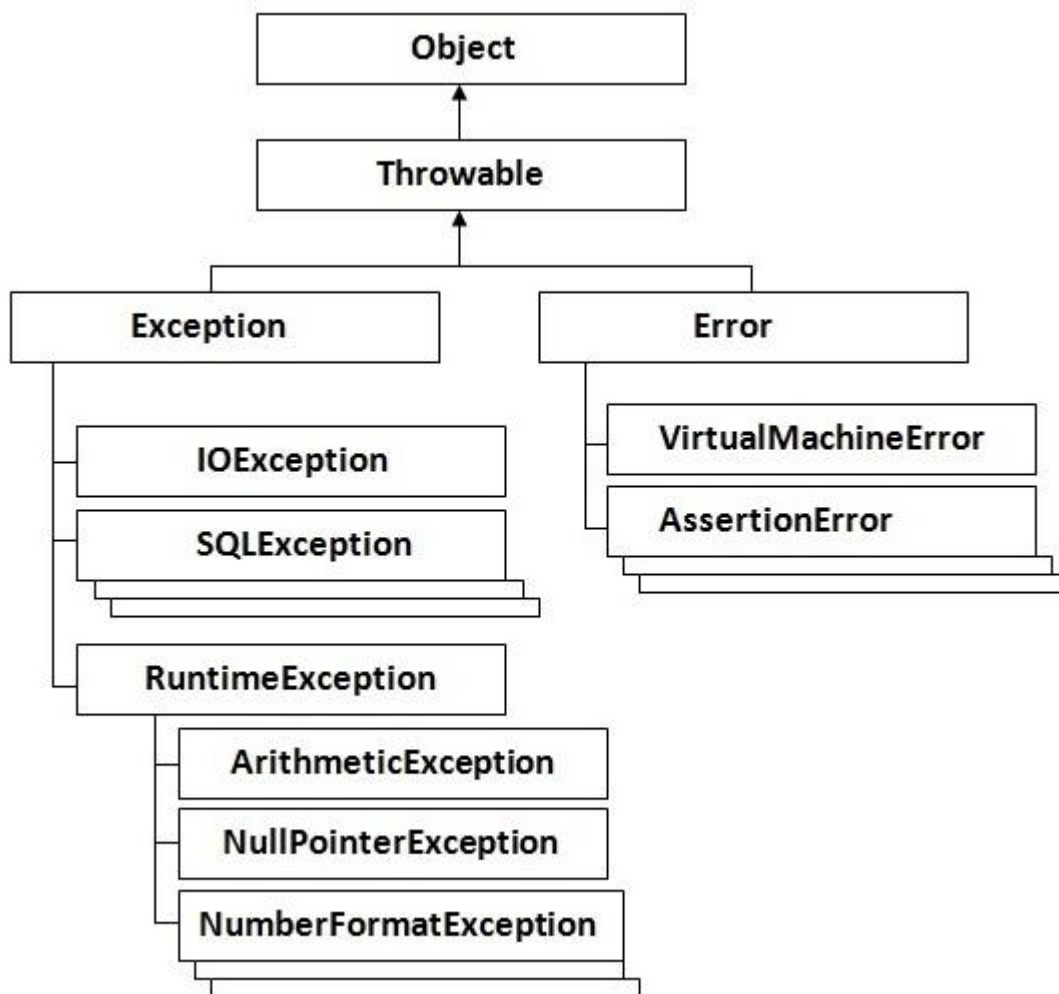 Object
Throwable
Exception
Error
IOException
SQLException
RuntimeException
ArithmeticException
NullPointerException
NumberFormatException
VirtualMachineError
AssertionError